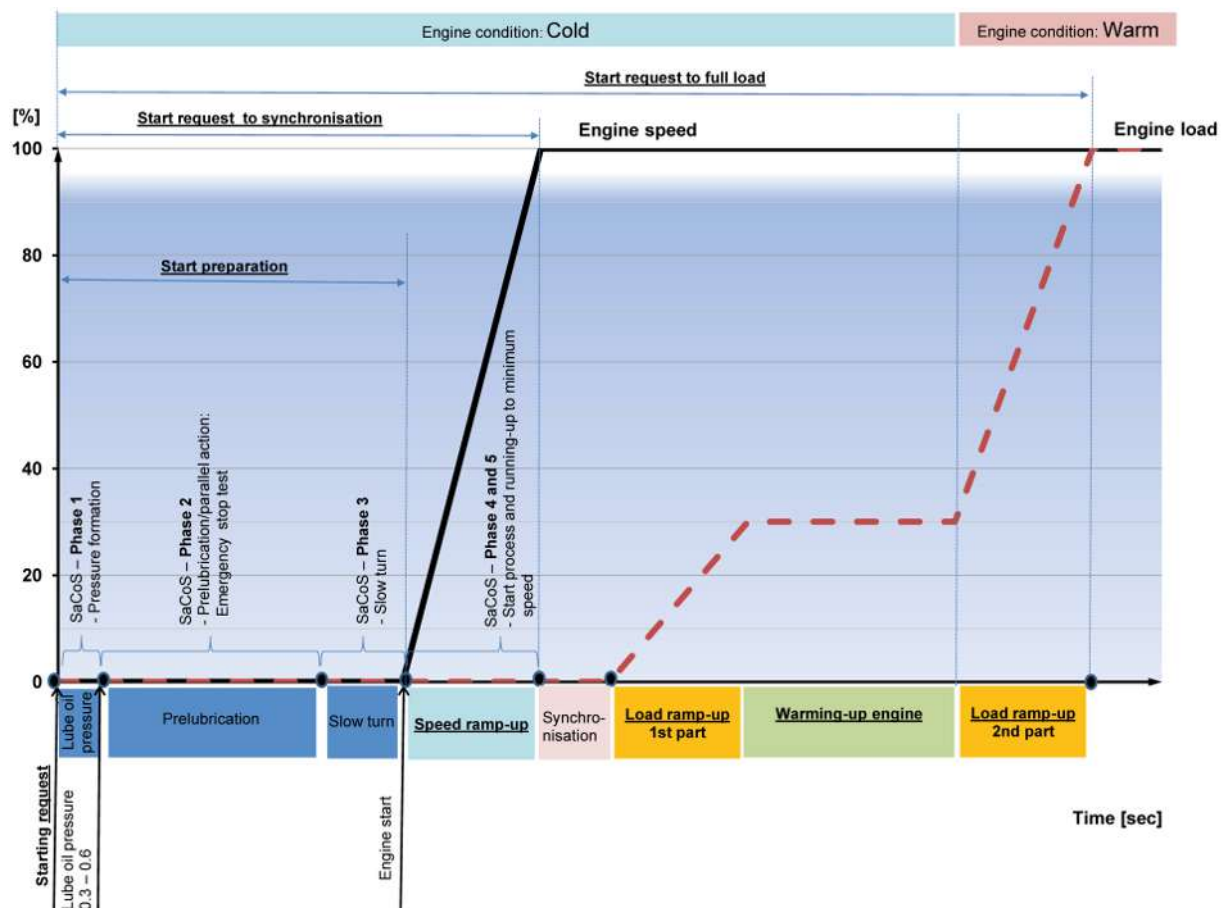 Engine condition: Cold
Engine condition: Warm
Start request to full load
[%]
Start request to synchronisation
Engine speed
Engine load
100
80
60
40
20
0
Start preparation
SaCoS – Phase 1
- Pressure formation
SaCoS – Phase 2
- Prelubrication/parallel action:
Emergency stop test
SaCoS – Phase 3
- Slow turn
SaCoS – Phase 4 and 5
- Start process and running-up to minimum
speed
Lube oil
pressure
Prelubrication
Slow turn
Speed ramp-up
Synchro-
nisation
Load ramp-up
1st part
Warming-up engine
Load ramp-up
2nd part
Starting request
Lube oil pressure
0.3 – 0.6
Engine start
Time [sec]